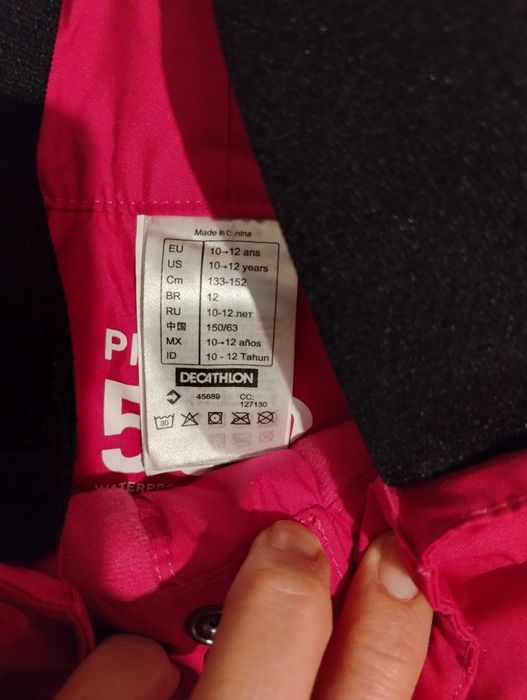 Made in China
EU 10→12 ans
US 10→12 years
Cm 133-152
BR 12
RU 10-12 лет
中国 150/63
MX 10→12 años
ID 10 - 12 Tahun
DECATHLON
45689 CC:
127130
30